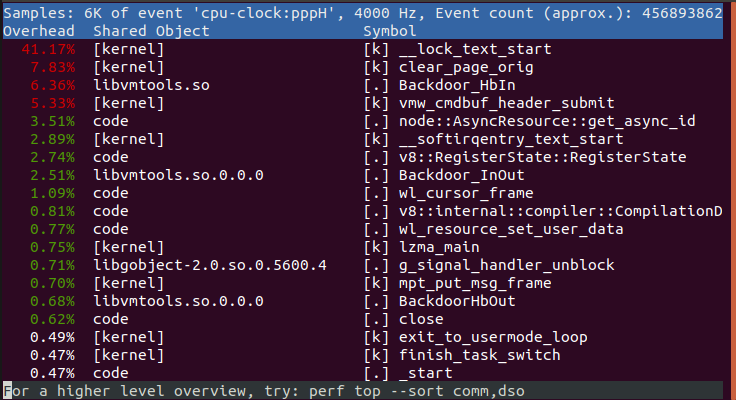 Samples: 6K of event 'cpu-clock:pppH', 4000 Hz, Event count (approx.): 456893862
Overhead  Shared Object                 Symbol
41.17%  [kernel]                      [k] __lock_text_start
7.83%  [kernel]                      [k] clear_page_orig
6.36%  libvmtools.so                 [.] Backdoor_HbIn
5.33%  [kernel]                      [k] vmw_cmdbuf_header_submit
3.51%  code                          [.] node::AsyncResource::get_async_id
2.89%  [kernel]                      [k] __softirqentry_text_start
2.74%  code                          [.] v8::RegisterState::RegisterState
2.51%  libvmtools.so.0.0.0           [.] Backdoor_InOut
1.09%  code                          [.] wl_cursor_frame
0.81%  code                          [.] v8::internal::compiler::CompilationD
0.77%  code                          [.] wl_resource_set_user_data
0.75%  [kernel]                      [k] lzma_main
0.71%  libgobject-2.0.so.0.5600.4    [.] g_signal_handler_unblock
0.70%  [kernel]                      [k] mpt_put_msg_frame
0.68%  libvmtools.so.0.0.0           [.] BackdoorHbOut
0.62%  code                          [.] close
0.49%  [kernel]                      [k] exit_to_usermode_loop
0.47%  [kernel]                      [k] finish_task_switch
0.47%  code                          [.] _start
For a higher level overview, try: perf top --sort comm,dso